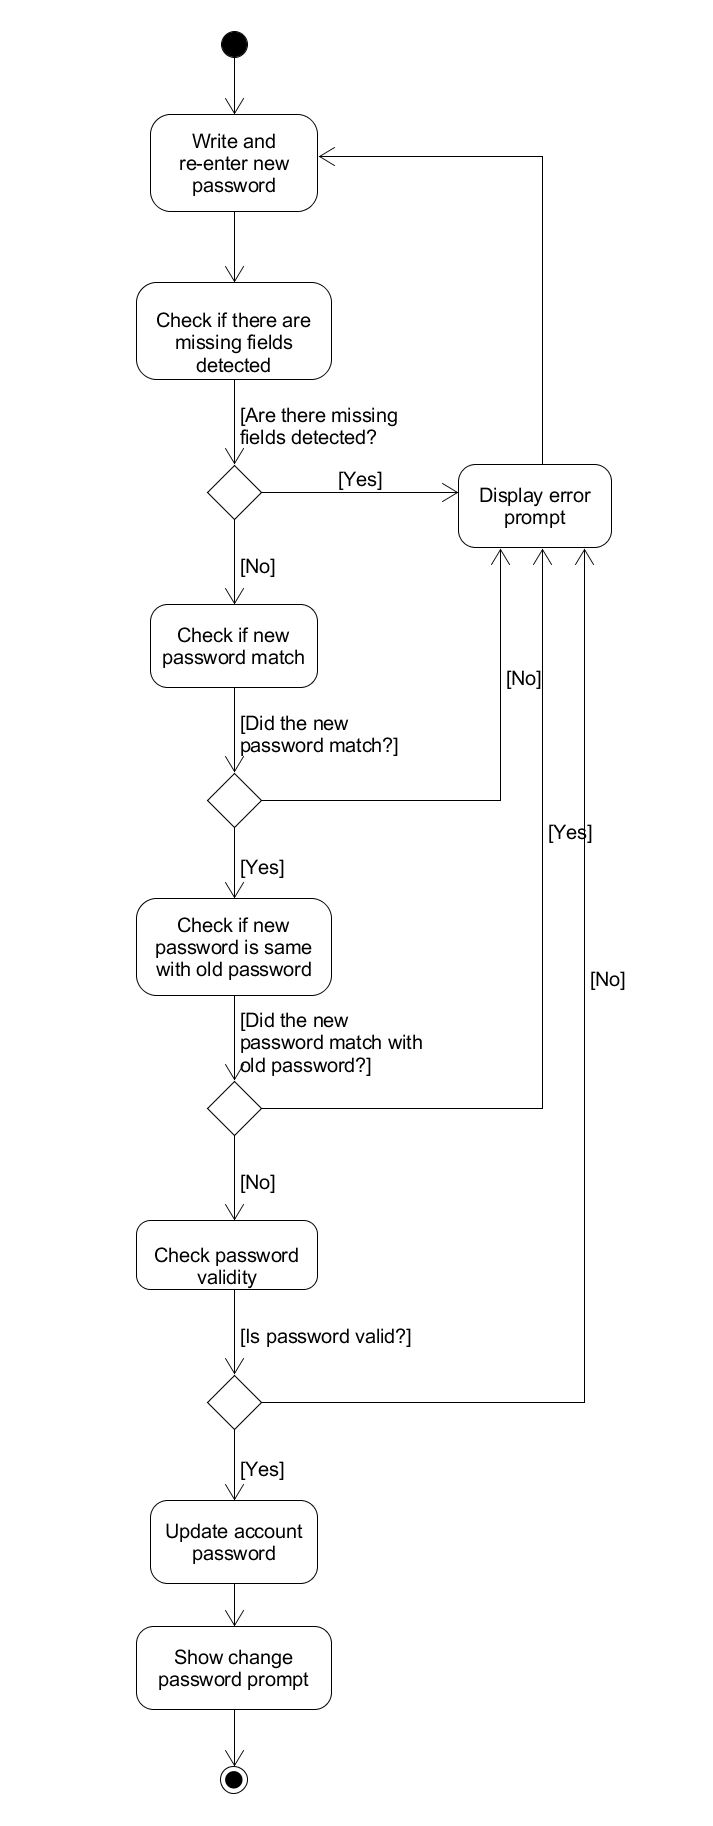 Write and
re-enter new
password
Check if there are
missing fields
detected
[Are there missing
fields detected?
[Yes]
Display error
prompt
[No]
Check if new
password match
[No]
[Did the new
password match?]
[Yes]
[Yes]
Check if new
password is same
with old password
[No]
[Did the new
password match with
old password?]
[No]
Check password
validity
[Is password valid?]
[Yes]
Update account
password
Show change
password prompt